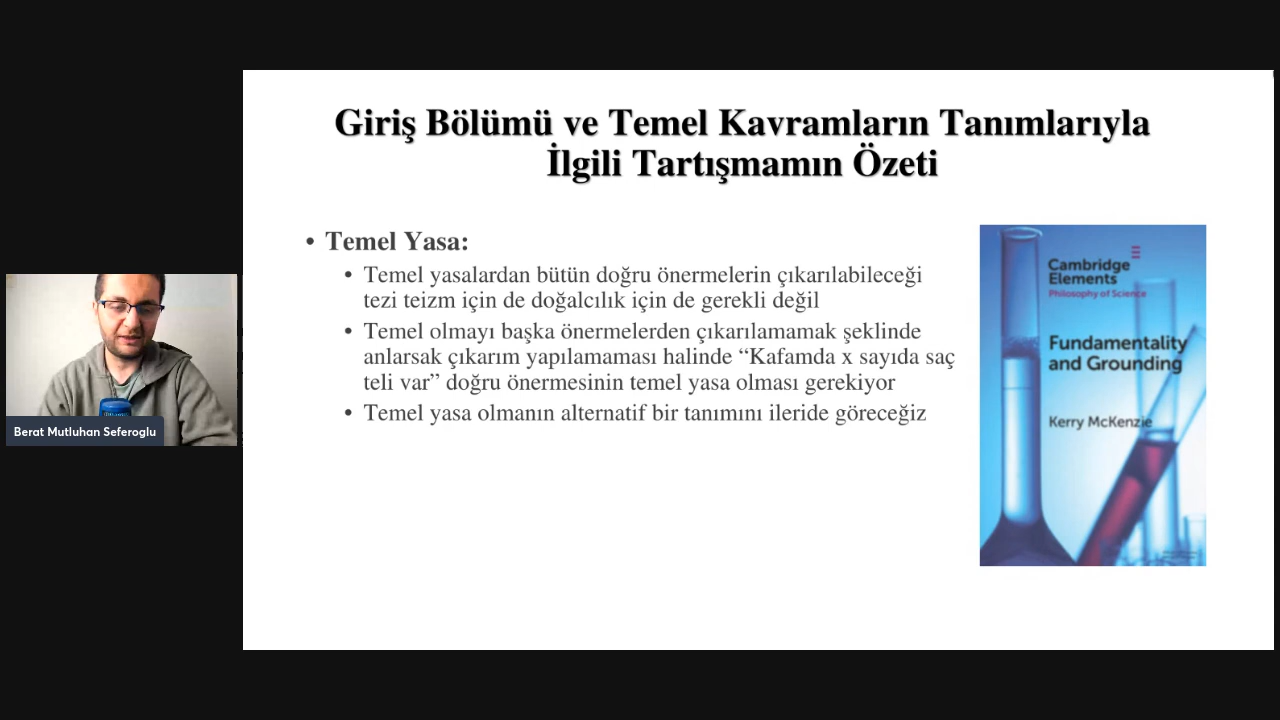 Giriş Bölümü ve Temel Kavramların Tanımlarıyla
İlgili Tartışmamın Özeti
• Temel Yasa:
• Temel yasalardan bütün doğru önermelerin çıkarılabileceği
tezi teizm için de doğalcılık için de gerekli değil
• Temel olmayı başka önermelerden çıkarılamamak şeklinde
anlarsak çıkarım yapılamaması halinde “Kafamda x sayıda saç
teli var” doğru önermesinin temel yasa olması gerekiyor
• Temel yasa olmanın alternatif bir tanımını ileride göreceğiz
Cambridge
Elements
Philosophy of Science
Fundamentality
and Grounding
Kerry McKenzie
Berat Mutluhan Seferoglu